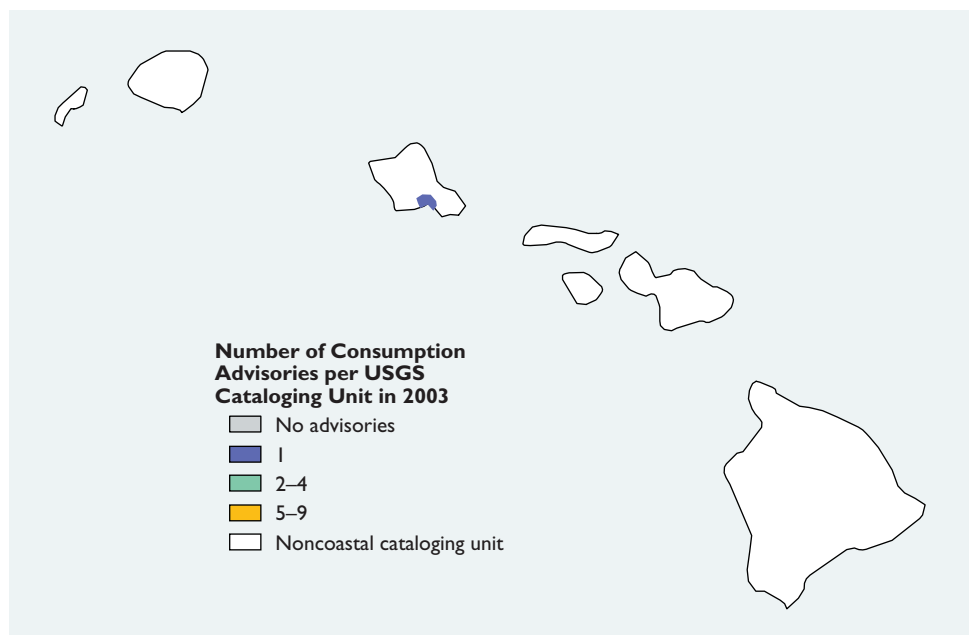 Number of Consumption
Advisories per USGS
Cataloging Unit in 2003
No advisories
1
2–4
5–9
Noncoastal cataloging unit